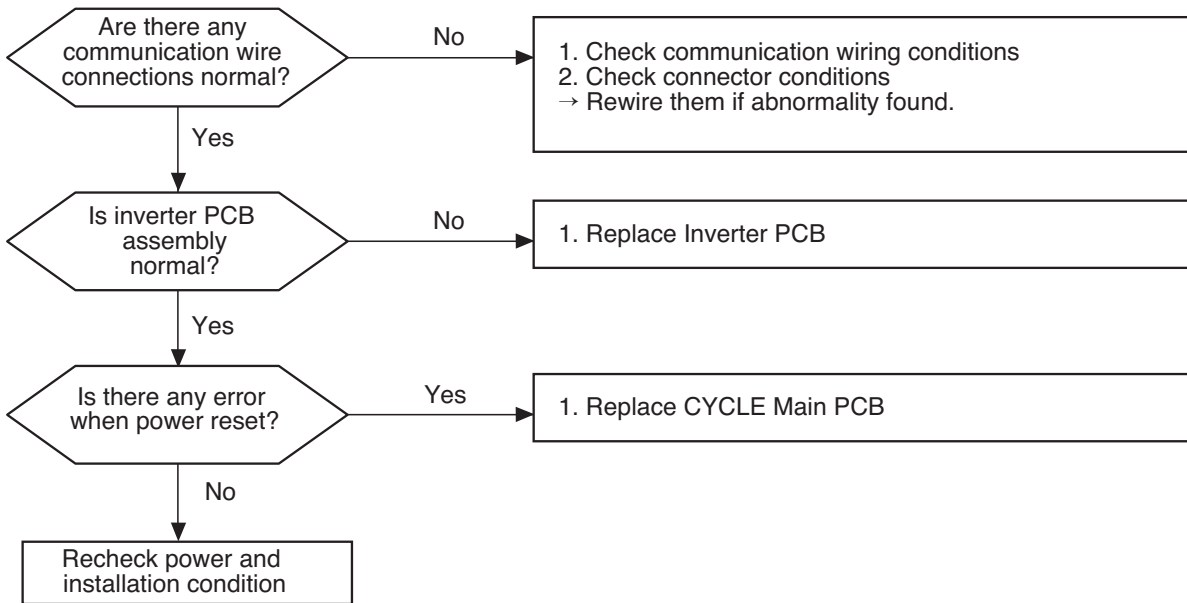 Are there any
communication wire
connections normal?
No
1. Check communication wiring conditions
2. Check connector conditions
→ Rewire them if abnormality found.
Yes
Is inverter PCB
assembly
normal?
No
1. Replace Inverter PCB
Yes
Is there any error
when power reset?
Yes
1. Replace CYCLE Main PCB
No
Recheck power and
installation condition